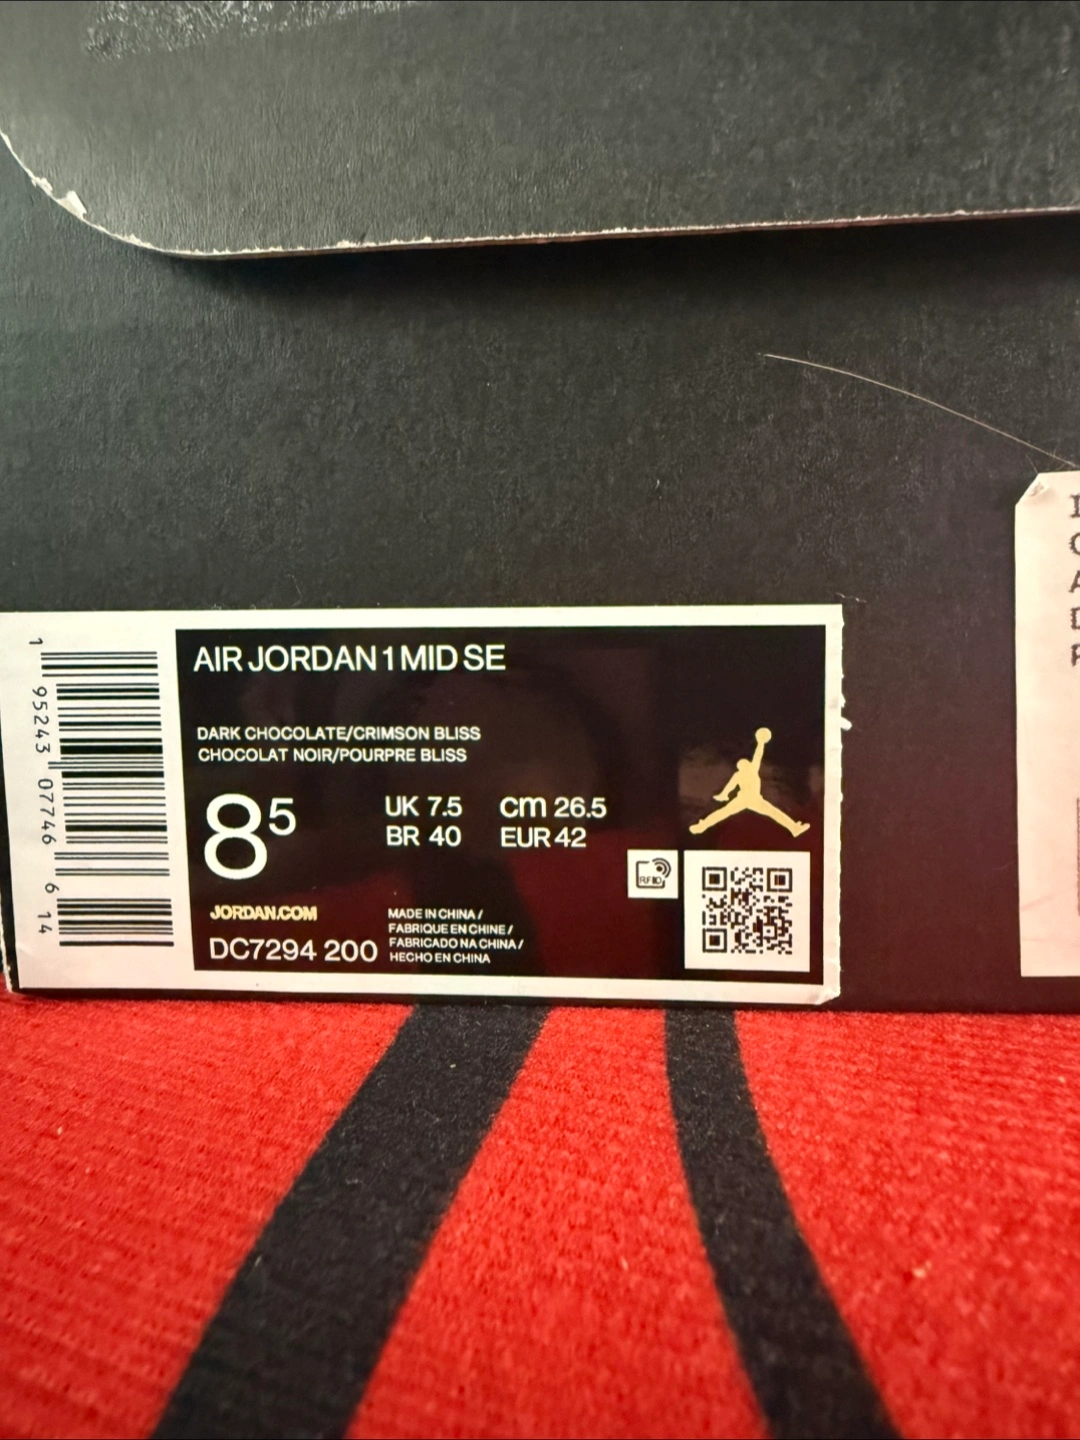 AIR JORDAN 1 MID SE
DARK CHOCOLATE/CRIMSON BLISS
CHOCOLAT NOIR/POURPRE BLISS
8⁵
UK 7.5
cm 26.5
BR 40
EUR 42
RFID
JORDAN.COM
DC7294 200
MADE IN CHINA /
FABRIQUE EN CHINE /
FABRICADO NA CHINA /
HECHO EN CHINA
1 95243 07746 6 14